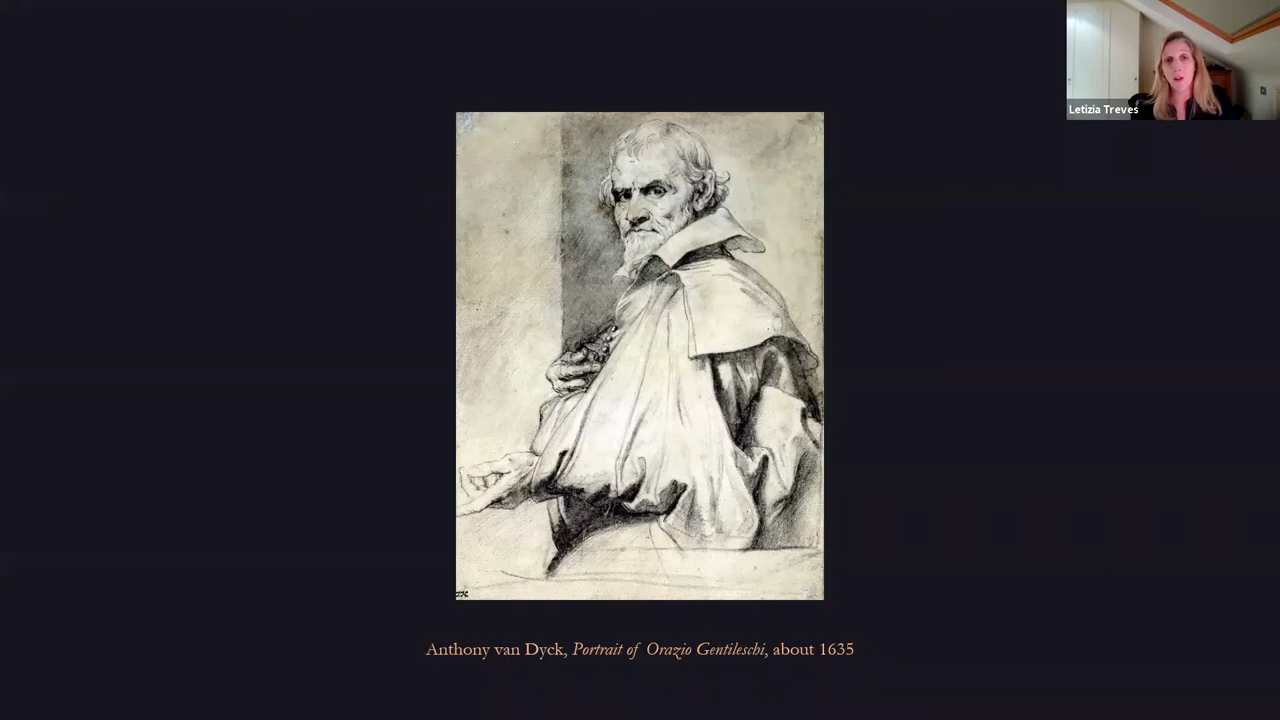 Letizia Treves
Anthony van Dyck, Portrait of Orazio Gentileschi, about 1635